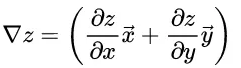 ∇z = (∂z/∂x x⃗ + ∂z/∂y y⃗)